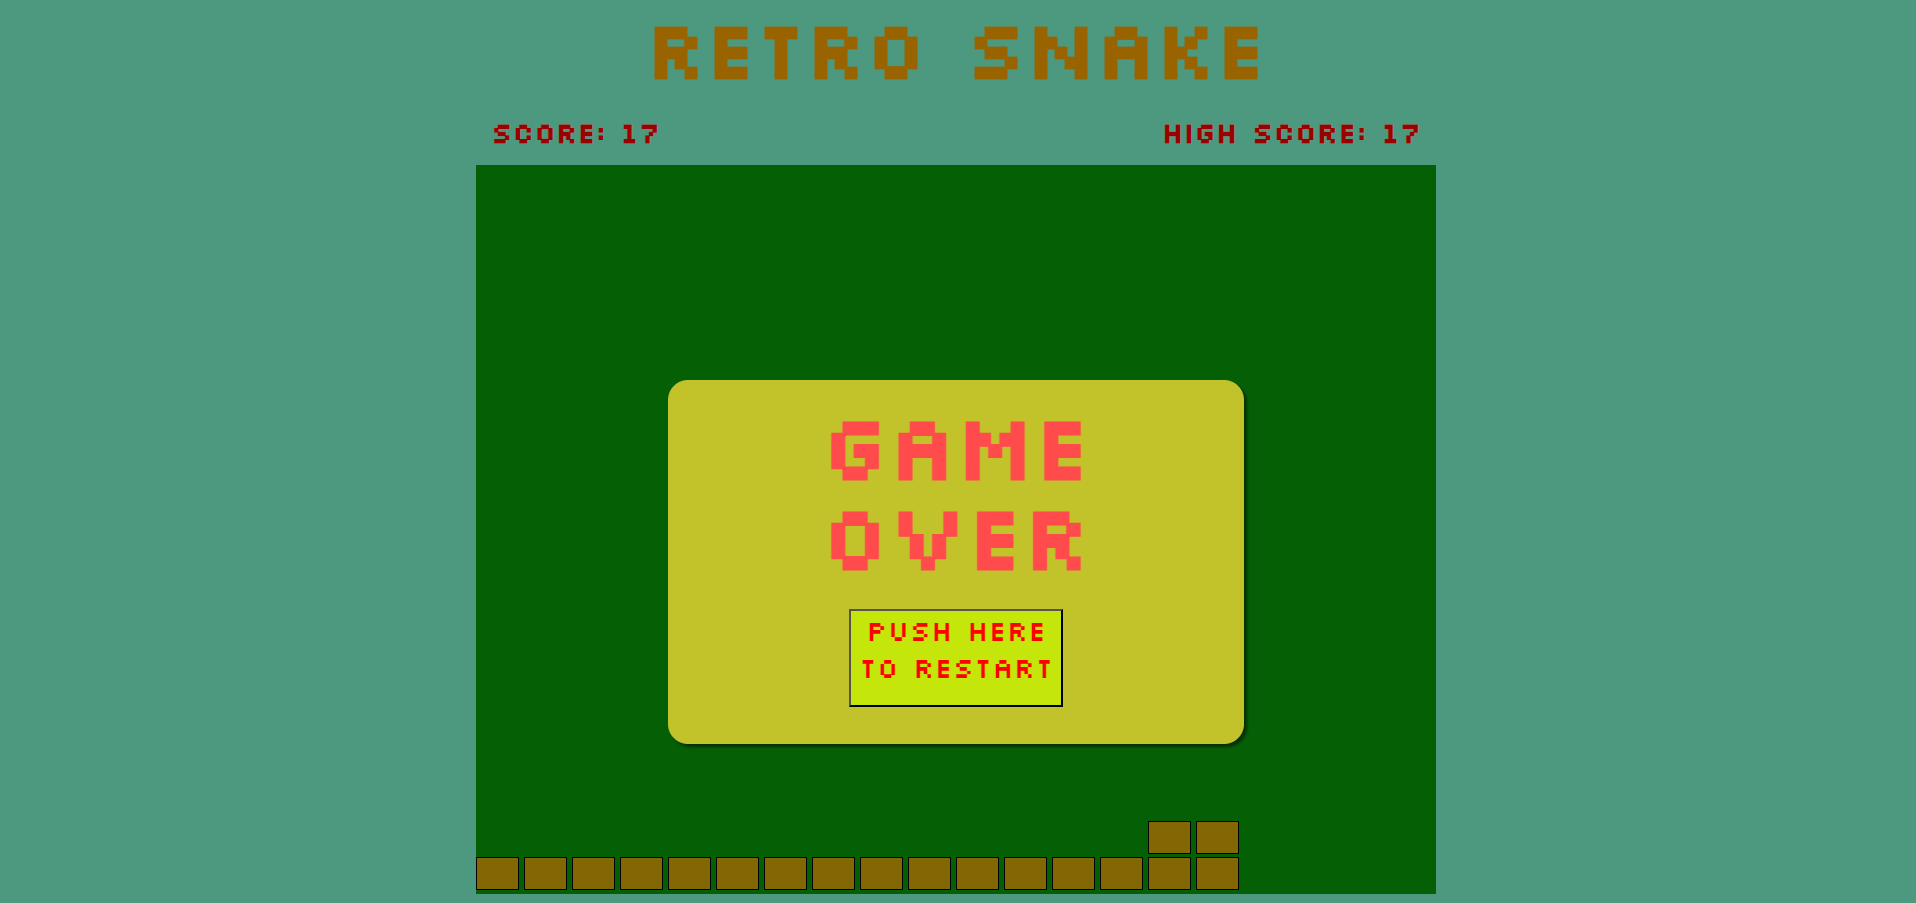 RETRO SNAKE
SCORE: 17
HIGH SCORE: 17
GAME
OVER
PUSH HERE
TO RESTART